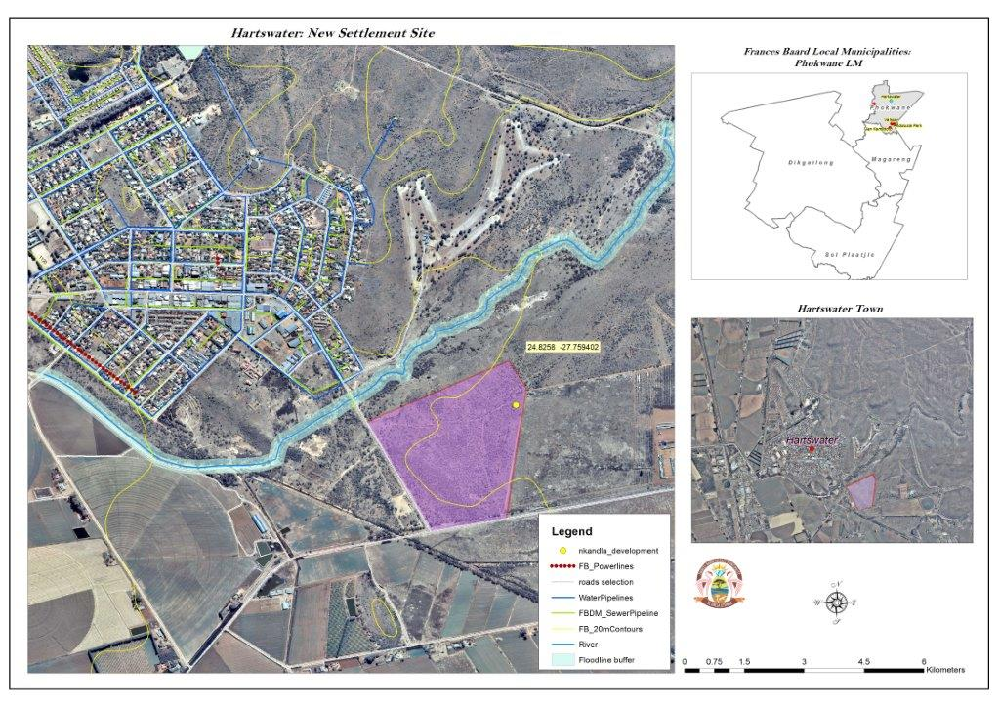 Hartswater: New Settlement Site
24.8258 -27.759402
Legend
nkandla_development
FB_Powerlines
roads selection
WaterPipelines
FBDM_SewerPipeline
FB_20mContours
River
Floodline buffer
Frances Baard Local Municipalities:
Phokwane LM
Hartswater
Phokwane
Dikgatlong
Magareng
Sol Plaatjie
Hartswater Town
Hartswater
N
W E
S
0 0.75 1.5 3 4.5 6
Kilometers